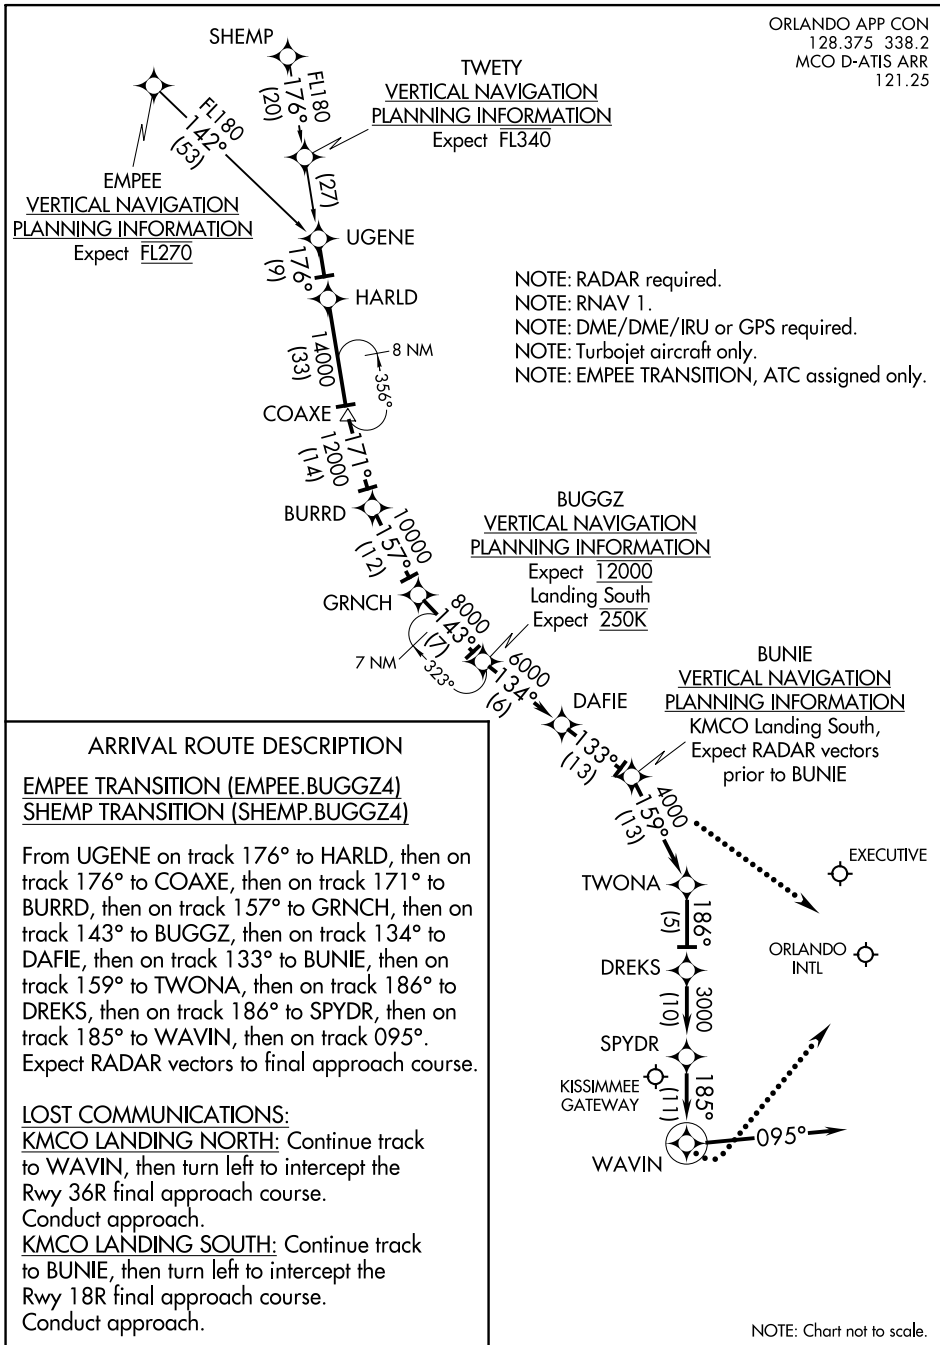 ORLANDO APP CON
128.375 338.2
MCO D-ATIS ARR
121.25
SHEMP
FL180
176°
(20)
TWETY
VERTICAL NAVIGATION
PLANNING INFORMATION
Expect FL340
FL180
142°
(53)
EMPEE
VERTICAL NAVIGATION
PLANNING INFORMATION
Expect FL270
(27)
UGENE
176°
(9)
HARLD
NOTE: RADAR required.
NOTE: RNAV 1.
NOTE: DME/DME/IRU or GPS required.
NOTE: Turbojet aircraft only.
NOTE: EMPEE TRANSITION, ATC assigned only.
14000
(33)
8 NM
356°
COAXE
171°
12000
(14)
BURRD
10000
157°
(12)
GRNCH
BUGGZ
VERTICAL NAVIGATION
PLANNING INFORMATION
Expect 12000
Landing South
Expect 250K
8000
143°
(7)
7 NM
323°
6000
134°
(6)
DAFIE
133°
(13)
BUNIE
VERTICAL NAVIGATION
PLANNING INFORMATION
KMCO Landing South,
Expect RADAR vectors
prior to BUNIE
4000
159°
(13)
TWONA
EXECUTIVE
186°
(5)
DREKS
ORLANDO
INTL
3000
(10)
SPYDR
KISSIMMEE
GATEWAY
185°
(11)
WAVIN
095°
ARRIVAL ROUTE DESCRIPTION
EMPEE TRANSITION (EMPEE.BUGGZ4)
SHEMP TRANSITION (SHEMP.BUGGZ4)
From UGENE on track 176° to HARLD, then on
track 176° to COAXE, then on track 171° to
BURRD, then on track 157° to GRNCH, then on
track 143° to BUGGZ, then on track 134° to
DAFIE, then on track 133° to BUNIE, then on
track 159° to TWONA, then on track 186° to
DREKS, then on track 186° to SPYDR, then on
track 185° to WAVIN, then on track 095°.
Expect RADAR vectors to final approach course.
LOST COMMUNICATIONS:
KMCO LANDING NORTH: Continue track
to WAVIN, then turn left to intercept the
Rwy 36R final approach course.
Conduct approach.
KMCO LANDING SOUTH: Continue track
to BUNIE, then turn left to intercept the
Rwy 18R final approach course.
Conduct approach.
NOTE: Chart not to scale.